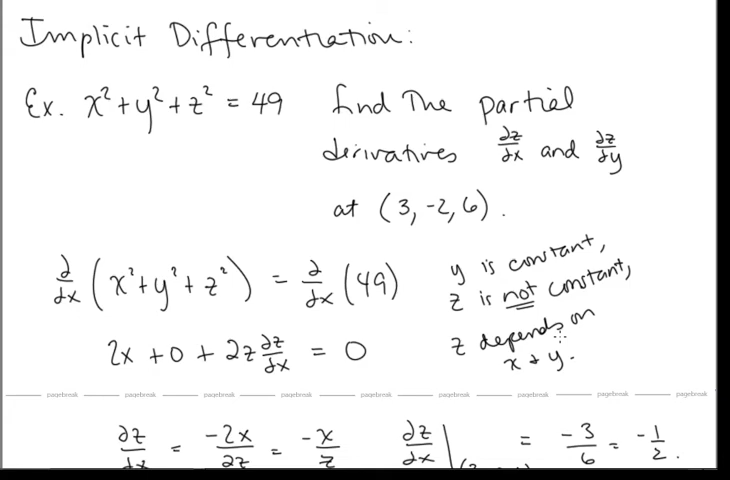 Implicit Differentiation:
Ex. x² + y² + z² = 49 find the partial
derivatives ∂z/∂x and ∂z/∂y
at (3, -2, 6).
∂/∂x (x² + y² + z²) = ∂/∂x (49)
y is constant,
z is not constant,
z depends on
x + y.
2x + 0 + 2z ∂z/∂x = 0
pagebreak pagebreak pagebreak pagebreak pagebreak pagebreak pagebreak pagebreak pagebreak
∂z/∂x = -2x/2z = -x/z ∂z/∂x | = -3/6 = -1/2.